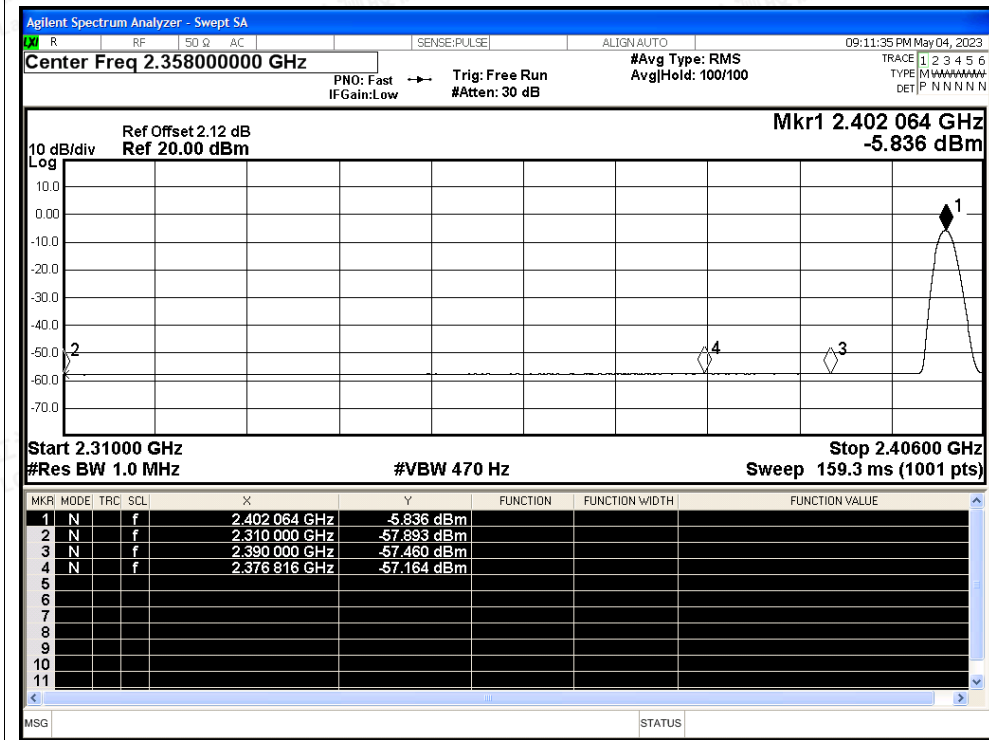 Agilent Spectrum Analyzer - Swept SA
LXI R RF 50 Ω AC SENSE:PULSE ALIGN AUTO 09:11:35 PM May 04, 2023
Center Freq 2.358000000 GHz
PNO: Fast
IFGain:Low
Trig: Free Run
#Atten: 30 dB
#Avg Type: RMS
Avg|Hold: 100/100
TRACE 1 2 3 4 5 6
TYPE M
DET P N N N N N
Mkr1 2.402 064 GHz
-5.836 dBm
Ref Offset 2.12 dB
10 dB/div Ref 20.00 dBm
Log
10.0
0.00
-10.0
-20.0
-30.0
-40.0
-50.0
-60.0
-70.0
1
2
4
3
Start 2.31000 GHz Stop 2.40600 GHz
#Res BW 1.0 MHz #VBW 470 Hz Sweep 159.3 ms (1001 pts)
MKR MODE TRC SCL X Y FUNCTION FUNCTION WIDTH FUNCTION VALUE
1 N f 2.402 064 GHz -5.836 dBm
2 N f 2.310 000 GHz -57.893 dBm
3 N f 2.390 000 GHz -57.460 dBm
4 N f 2.376 816 GHz -57.164 dBm
5
6
7
8
9
10
11
MSG STATUS